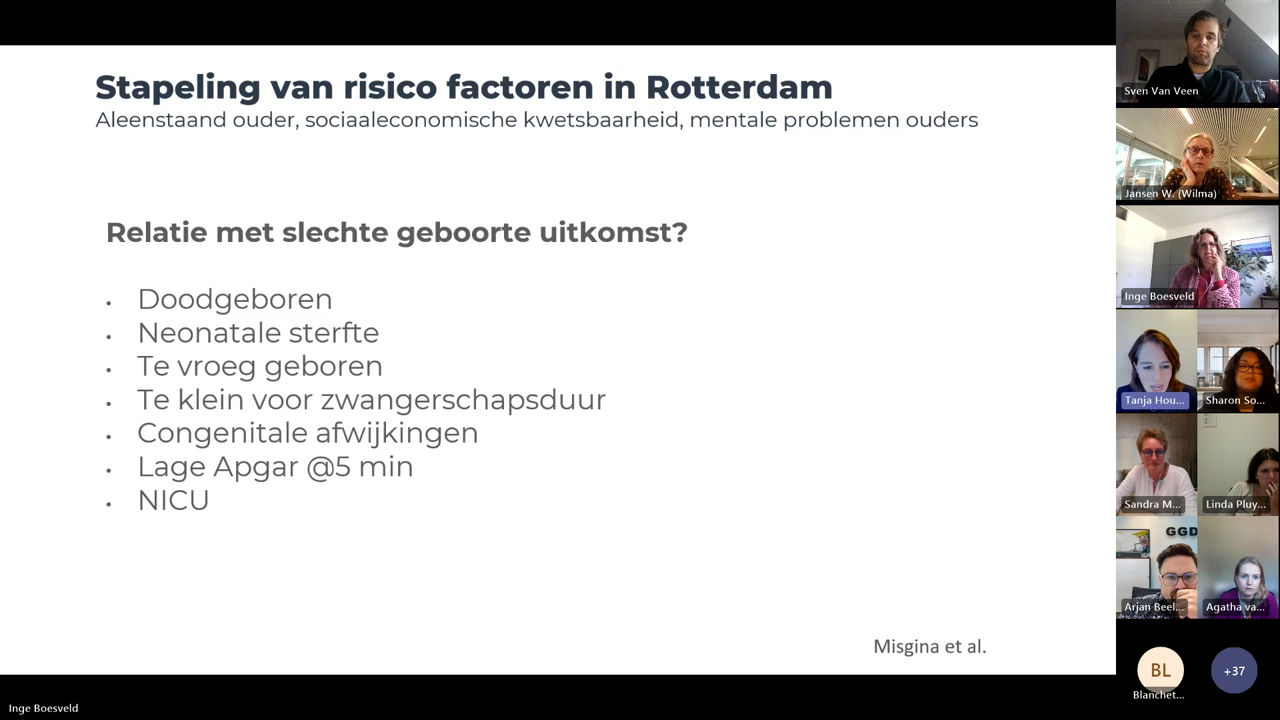 Stapeling van risico factoren in Rotterdam
Aleenstaand ouder, sociaaleconomische kwetsbaarheid, mentale problemen ouders
Relatie met slechte geboorte uitkomst?
• Doodgeboren
• Neonatale sterfte
• Te vroeg geboren
• Te klein voor zwangerschapsduur
• Congenitale afwijkingen
• Lage Apgar @5 min
• NICU
Misgina et al.
Inge Boesveld
Sven Van Veen
Jansen W. (Wilma)
Inge Boesveld
Tanja Hou...
Sharon So...
Sandra M...
Linda Pluy...
GGD
Arjan Beel...
Agatha va...
BL
Blanchet...
+37